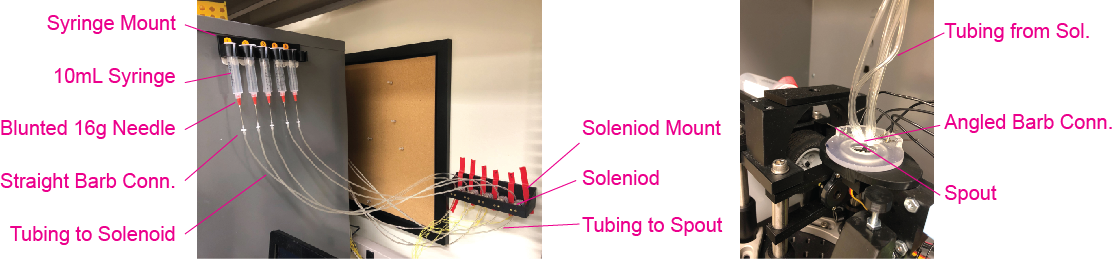 Syringe Mount
10mL Syringe
Blunted 16g Needle
Straight Barb Conn.
Tubing to Solenoid
Soleniod Mount
Soleniod
Tubing to Spout
Tubing from Sol.
Angled Barb Conn.
Spout